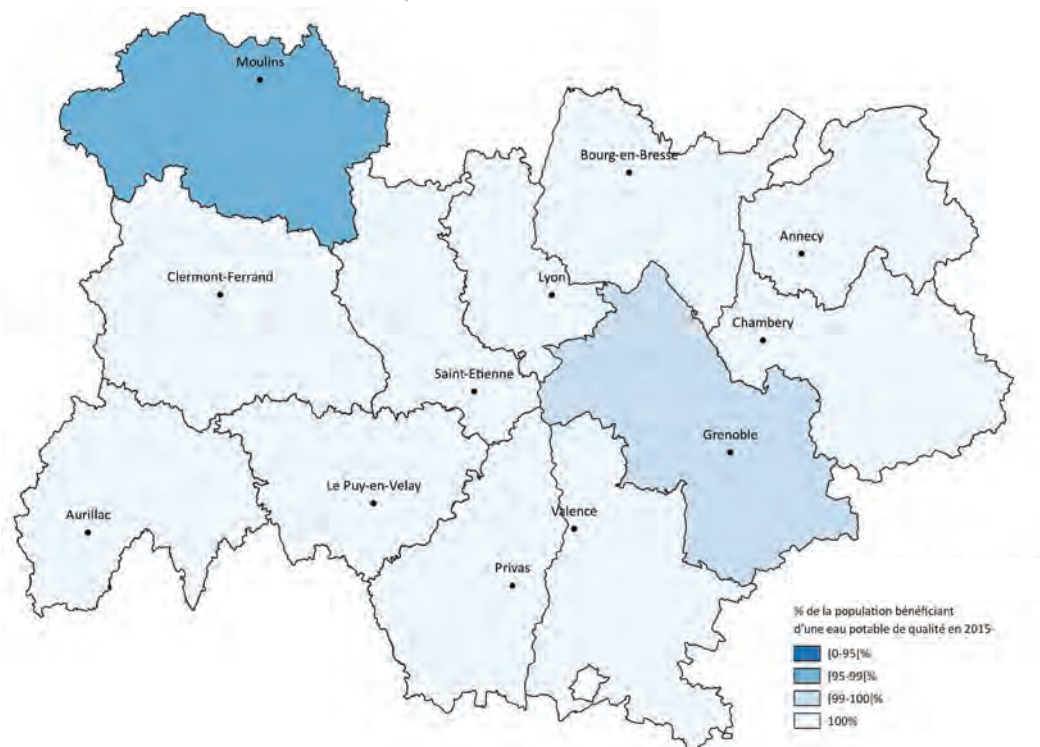 Moulins
Bourg-en-Bresse
Annecy
Clermont-Ferrand
Lyon
Chambery
Saint-Etienne
Grenoble
Le Puy-en-Velay
Aurillac
Valence
Privas
% de la population bénéficiant
d'une eau potable de qualité en 2015
[0-95[%
[95-99[%
[99-100[%
100%